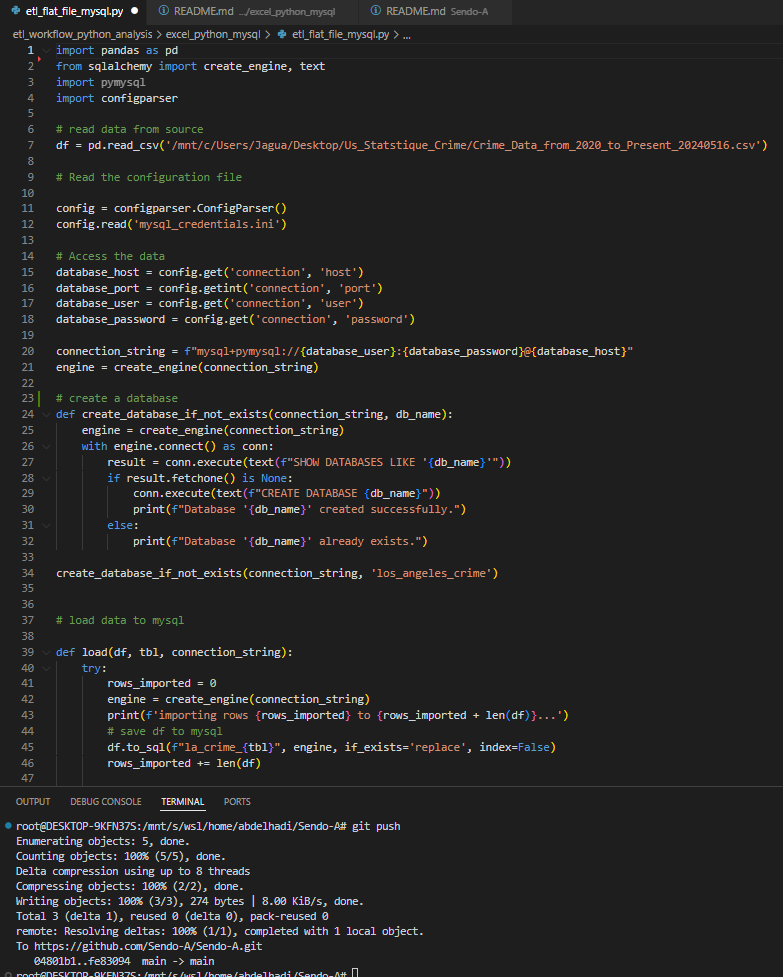 etl_flat_file_mysql.py ● README.md .../excel_python_mysql README.md Sendo-A
etl_workflow_python_analysis > excel_python_mysql > etl_flat_file_mysql.py > ...
1 import pandas as pd
2 from sqlalchemy import create_engine, text
3 import pymysql
4 import configparser
5
6 # read data from source
7 df = pd.read_csv('/mnt/c/Users/Jagua/Desktop/Us_Statstique_Crime/Crime_Data_from_2020_to_Present_20240516.csv')
8
9 # Read the configuration file
10
11 config = configparser.ConfigParser()
12 config.read('mysql_credentials.ini')
13
14 # Access the data
15 database_host = config.get('connection', 'host')
16 database_port = config.getint('connection', 'port')
17 database_user = config.get('connection', 'user')
18 database_password = config.get('connection', 'password')
19
20 connection_string = f"mysql+pymysql://{database_user}:{database_password}@{database_host}"
21 engine = create_engine(connection_string)
22
23 # create a database
24 def create_database_if_not_exists(connection_string, db_name):
25     engine = create_engine(connection_string)
26     with engine.connect() as conn:
27         result = conn.execute(text(f"SHOW DATABASES LIKE '{db_name}'"))
28         if result.fetchone() is None:
29             conn.execute(text(f"CREATE DATABASE {db_name}"))
30             print(f"Database '{db_name}' created successfully.")
31         else:
32             print(f"Database '{db_name}' already exists.")
33
34 create_database_if_not_exists(connection_string, 'los_angeles_crime')
35
36
37 # load data to mysql
38
39 def load(df, tbl, connection_string):
40     try:
41         rows_imported = 0
42         engine = create_engine(connection_string)
43         print(f'importing rows {rows_imported} to {rows_imported + len(df)}...')
44         # save df to mysql
45         df.to_sql(f"la_crime_{tbl}", engine, if_exists='replace', index=False)
46         rows_imported += len(df)
47
OUTPUT DEBUG CONSOLE TERMINAL PORTS
root@DESKTOP-9KFN37S:/mnt/s/wsl/home/abdelhadi/Sendo-A# git push
Enumerating objects: 5, done.
Counting objects: 100% (5/5), done.
Delta compression using up to 8 threads
Compressing objects: 100% (2/2), done.
Writing objects: 100% (3/3), 274 bytes | 8.00 KiB/s, done.
Total 3 (delta 1), reused 0 (delta 0), pack-reused 0
remote: Resolving deltas: 100% (1/1), completed with 1 local object.
To https://github.com/Sendo-A/Sendo-A.git
   04801b1..fe83094  main -> main
root@DESKTOP-9KFN37S:/mnt/s/wsl/home/abdelhadi/Sendo-A#